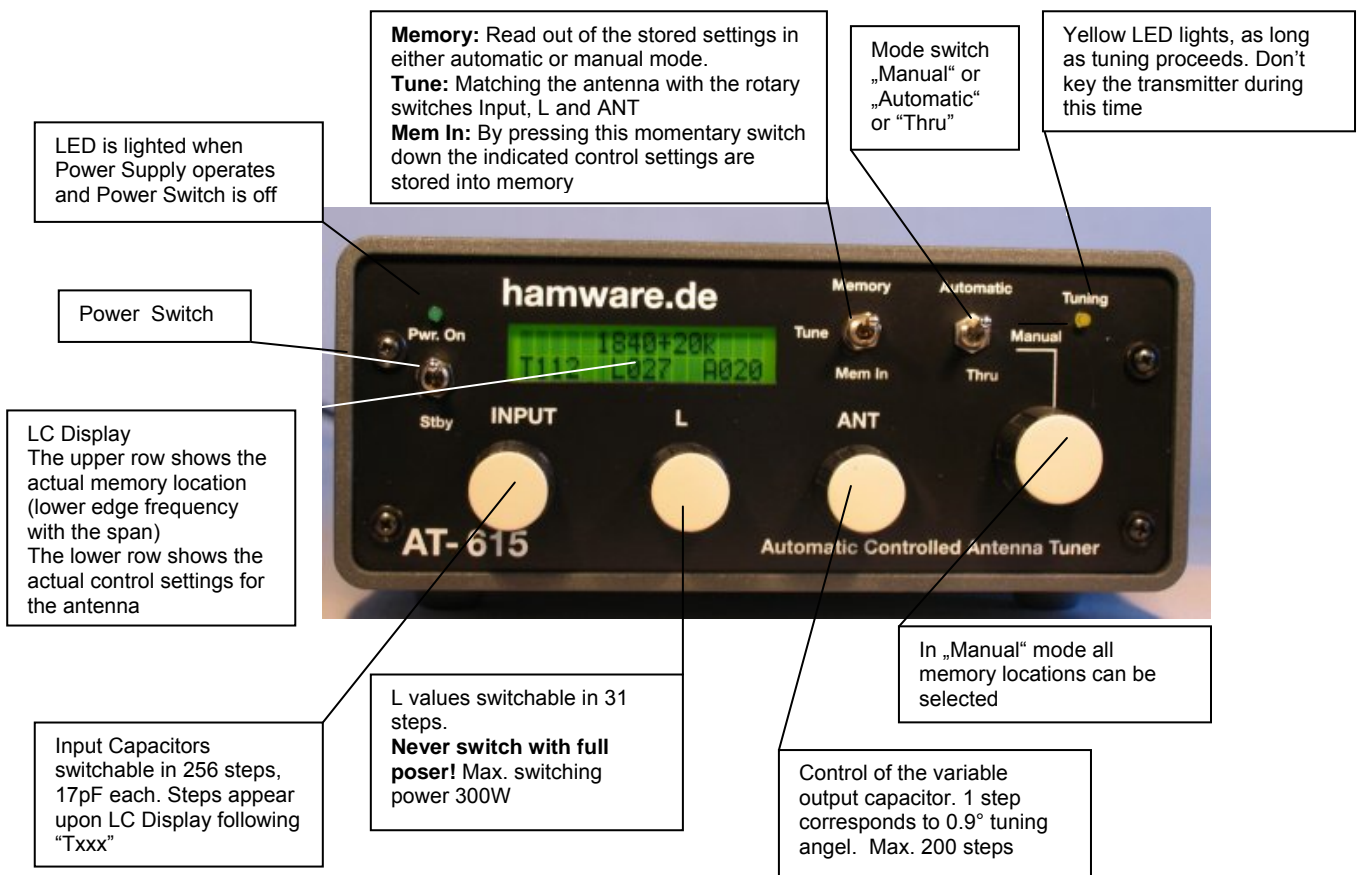 Memory: Read out of the stored settings in
either automatic or manual mode.
Tune: Matching the antenna with the rotary
switches Input, L and ANT
Mem In: By pressing this momentary switch
down the indicated control settings are
stored into memory
Mode switch
„Manual“ or
„Automatic“
or “Thru”
Yellow LED lights, as long
as tuning proceeds. Don’t
key the transmitter during
this time
LED is lighted when
Power Supply operates
and Power Switch is off
Power Switch
LC Display
The upper row shows the
actual memory location
(lower edge frequency
with the span)
The lower row shows the
actual control settings for
the antenna
hamware.de
Memory
Automatic
Tuning
Pwr. On
1840+20K
Tune
Manual
T112 L027 A020
Mem In
Thru
Stby
INPUT
L
ANT
AT-615
Automatic Controlled Antenna Tuner
Input Capacitors
switchable in 256 steps,
17pF each. Steps appear
upon LC Display following
“Txxx”
L values switchable in 31
steps.
Never switch with full
poser! Max. switching
power 300W
Control of the variable
output capacitor. 1 step
corresponds to 0.9° tuning
angel. Max. 200 steps
In „Manual“ mode all
memory locations can be
selected